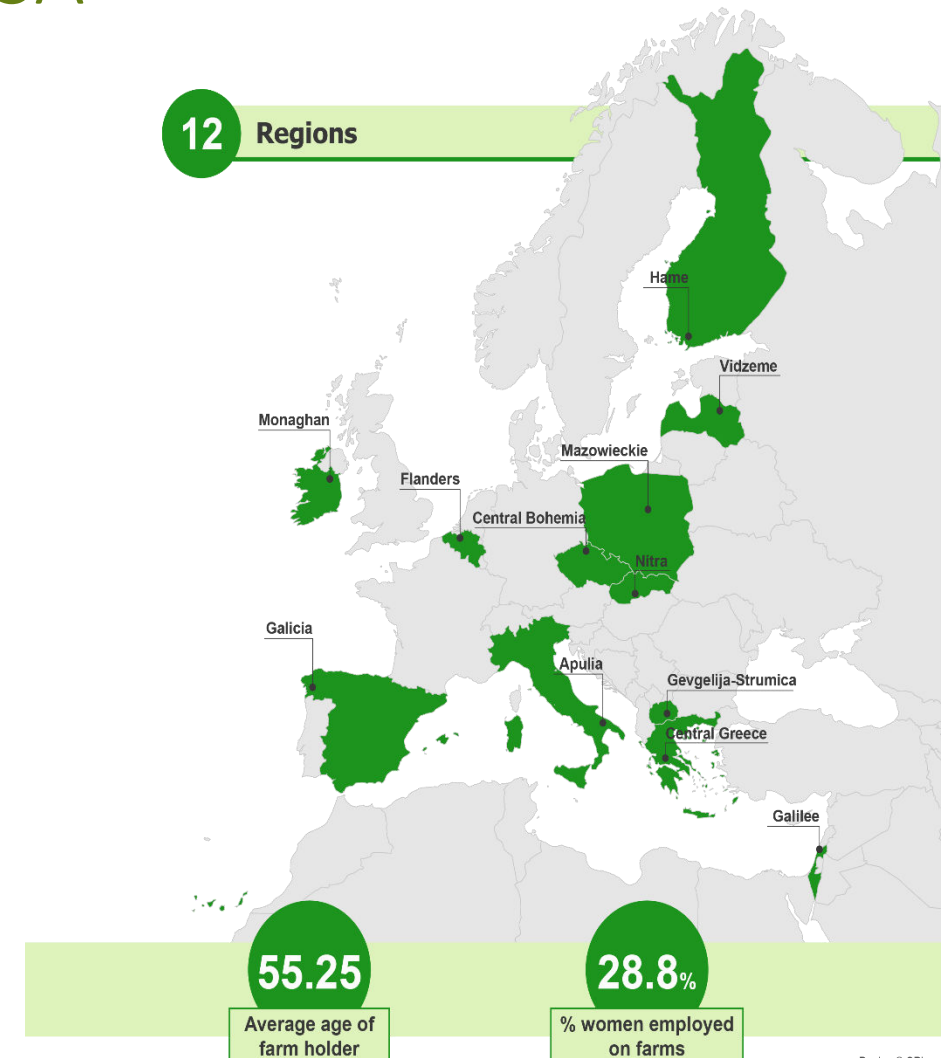 12 Regions
Hame
Vidzeme
Monaghan
Mazowieckie
Flanders
Central Bohemia
Nitra
Galicia
Apulia
Gevgelija-Strumica
Central Greece
Galilee
55.25
28.8%
Average age of
farm holder
% women employed
on farms